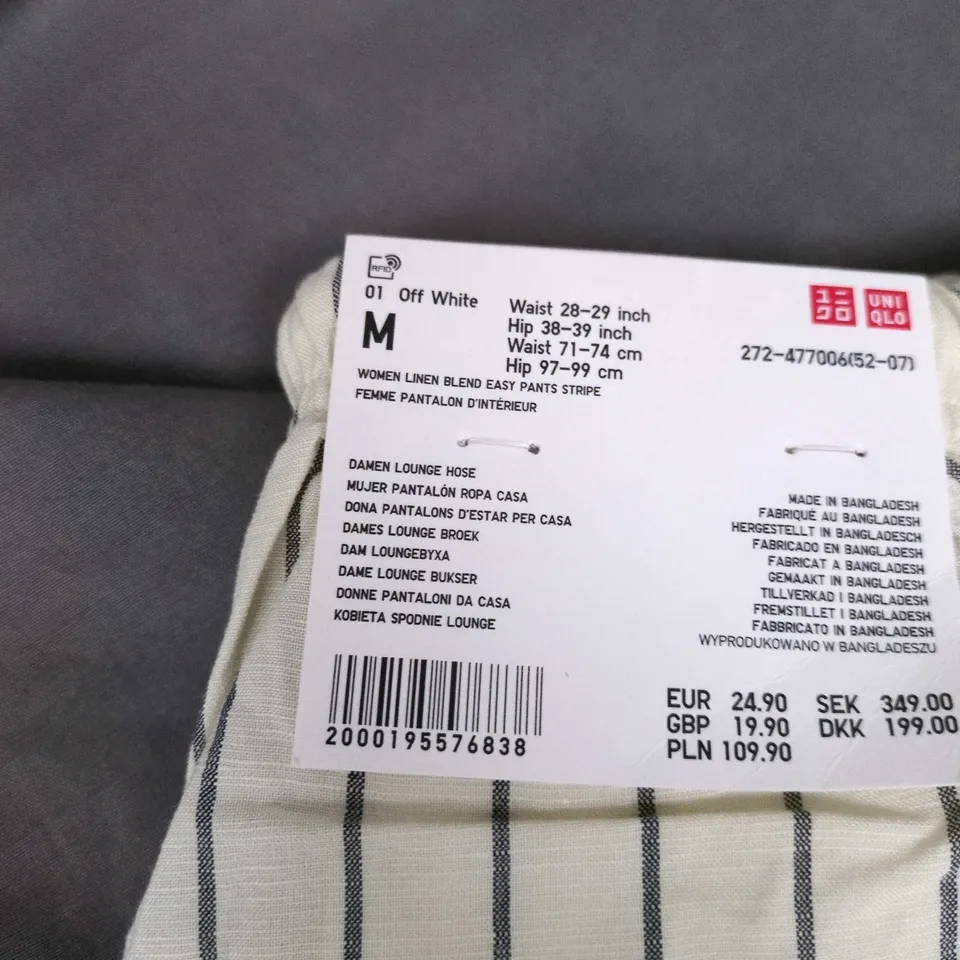 RFID
01 Off White
M
Waist 28-29 inch
Hip 38-39 inch
Waist 71-74 cm
Hip 97-99 cm
ユニ
クロ
UNI
QLO
272-477006(52-07)
WOMEN LINEN BLEND EASY PANTS STRIPE
FEMME PANTALON D'INTÉRIEUR
DAMEN LOUNGE HOSE
MUJER PANTALÓN ROPA CASA
DONA PANTALONS D'ESTAR PER CASA
DAMES LOUNGE BROEK
DAM LOUNGEBYXA
DAME LOUNGE BUKSER
DONNE PANTALONI DA CASA
KOBIETA SPODNIE LOUNGE
MADE IN BANGLADESH
FABRIQUÉ AU BANGLADESH
HERGESTELLT IN BANGLADESCH
FABRICADO EN BANGLADESH
FABRICAT A BANGLADESH
GEMAAKT IN BANGLADESH
TILLVERKAD I BANGLADESH
FREMSTILLET I BANGLADESH
FABBRICATO IN BANGLADESH
WYPRODUKOWANO W BANGLADESZU
2000195576838
EUR 24.90 SEK 349.00
GBP 19.90 DKK 199.00
PLN 109.90